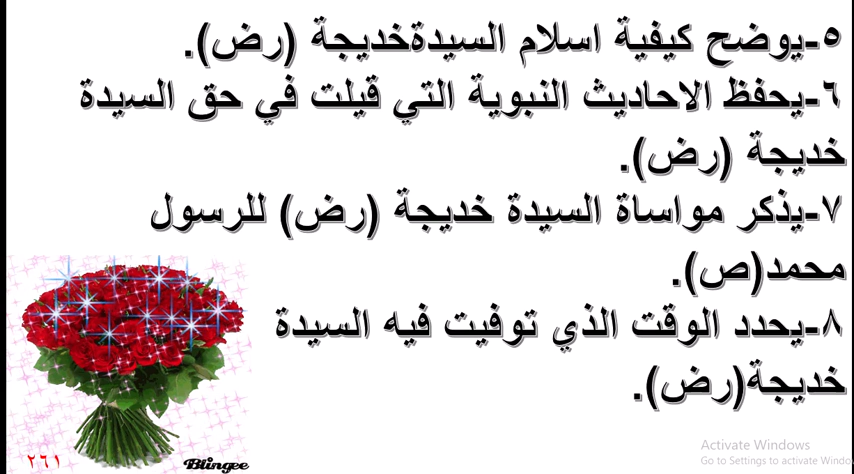 ٥-يوضح كيفية اسلام السيدةخديجة (رض).
٦-يحفظ الاحاديث النبوية التي قيلت في حق السيدة
خديجة (رض).
٧-يذكر مواساة السيدة خديجة (رض) للرسول
محمد(ص).
٨-يحدد الوقت الذي توفيت فيه السيدة
خديجة(رض).
٢٦١
Blingee
Activate Windows
Go to Settings to activate Windo